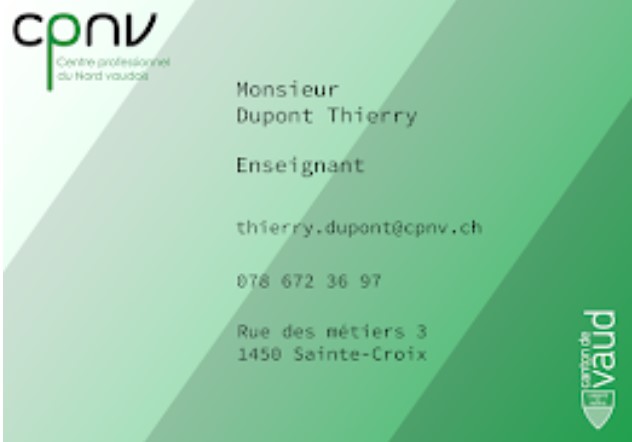 cpnv
Centre professionnel
du Nord vaudois
Monsieur
Dupont Thierry
Enseignant
thierry.dupont@cpnv.ch
078 672 36 97
Rue des métiers 3
1450 Sainte-Croix
canton de
vaud